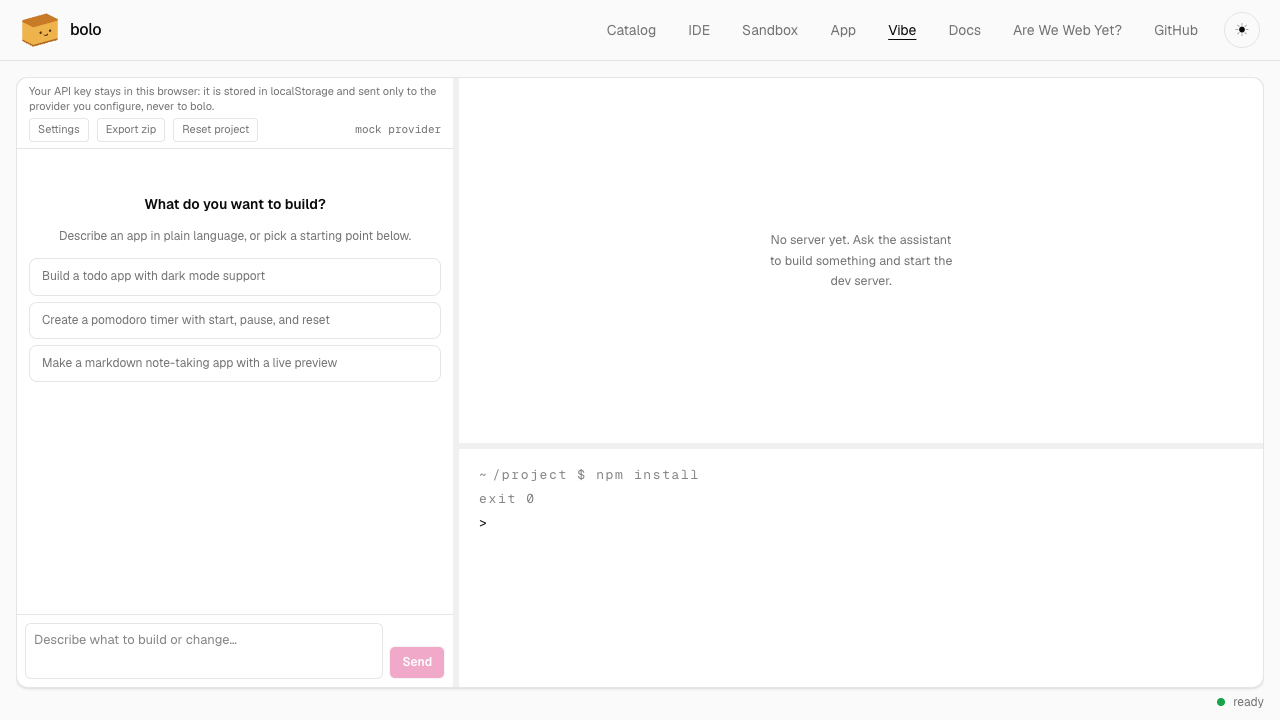 bolo
Catalog
IDE
Sandbox
App
Vibe
Docs
Are We Web Yet?
GitHub
Your API key stays in this browser: it is stored in localStorage and sent only to the
provider you configure, never to bolo.
Settings
Export zip
Reset project
mock provider
What do you want to build?
Describe an app in plain language, or pick a starting point below.
Build a todo app with dark mode support
Create a pomodoro timer with start, pause, and reset
Make a markdown note-taking app with a live preview
Describe what to build or change…
Send
No server yet. Ask the assistant
to build something and start the
dev server.
~/project $ npm install
exit 0
>
ready